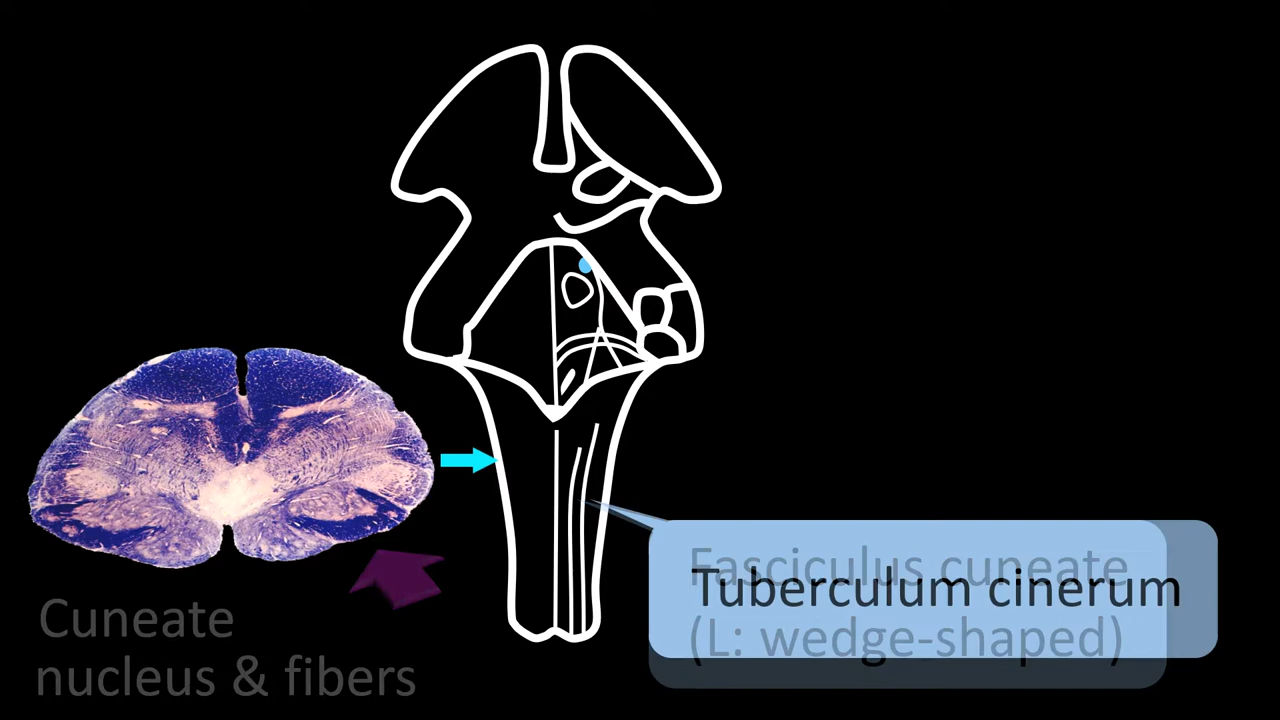 Cuneate
nucleus & fibers
Fasciculus cuneate
Tuberculum cinerum
(L: wedge-shaped)